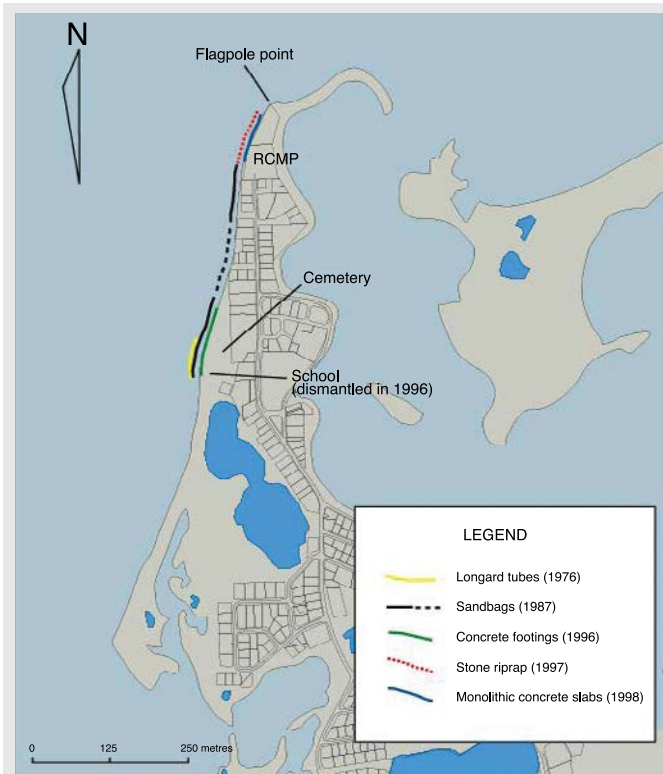 N
Flagpole point
RCMP
Cemetery
School
(dismantled in 1996)
LEGEND
Longard tubes (1976)
Sandbags (1987)
Concrete footings (1996)
Stone riprap (1997)
Monolithic concrete slabs (1998)
0 125 250 metres